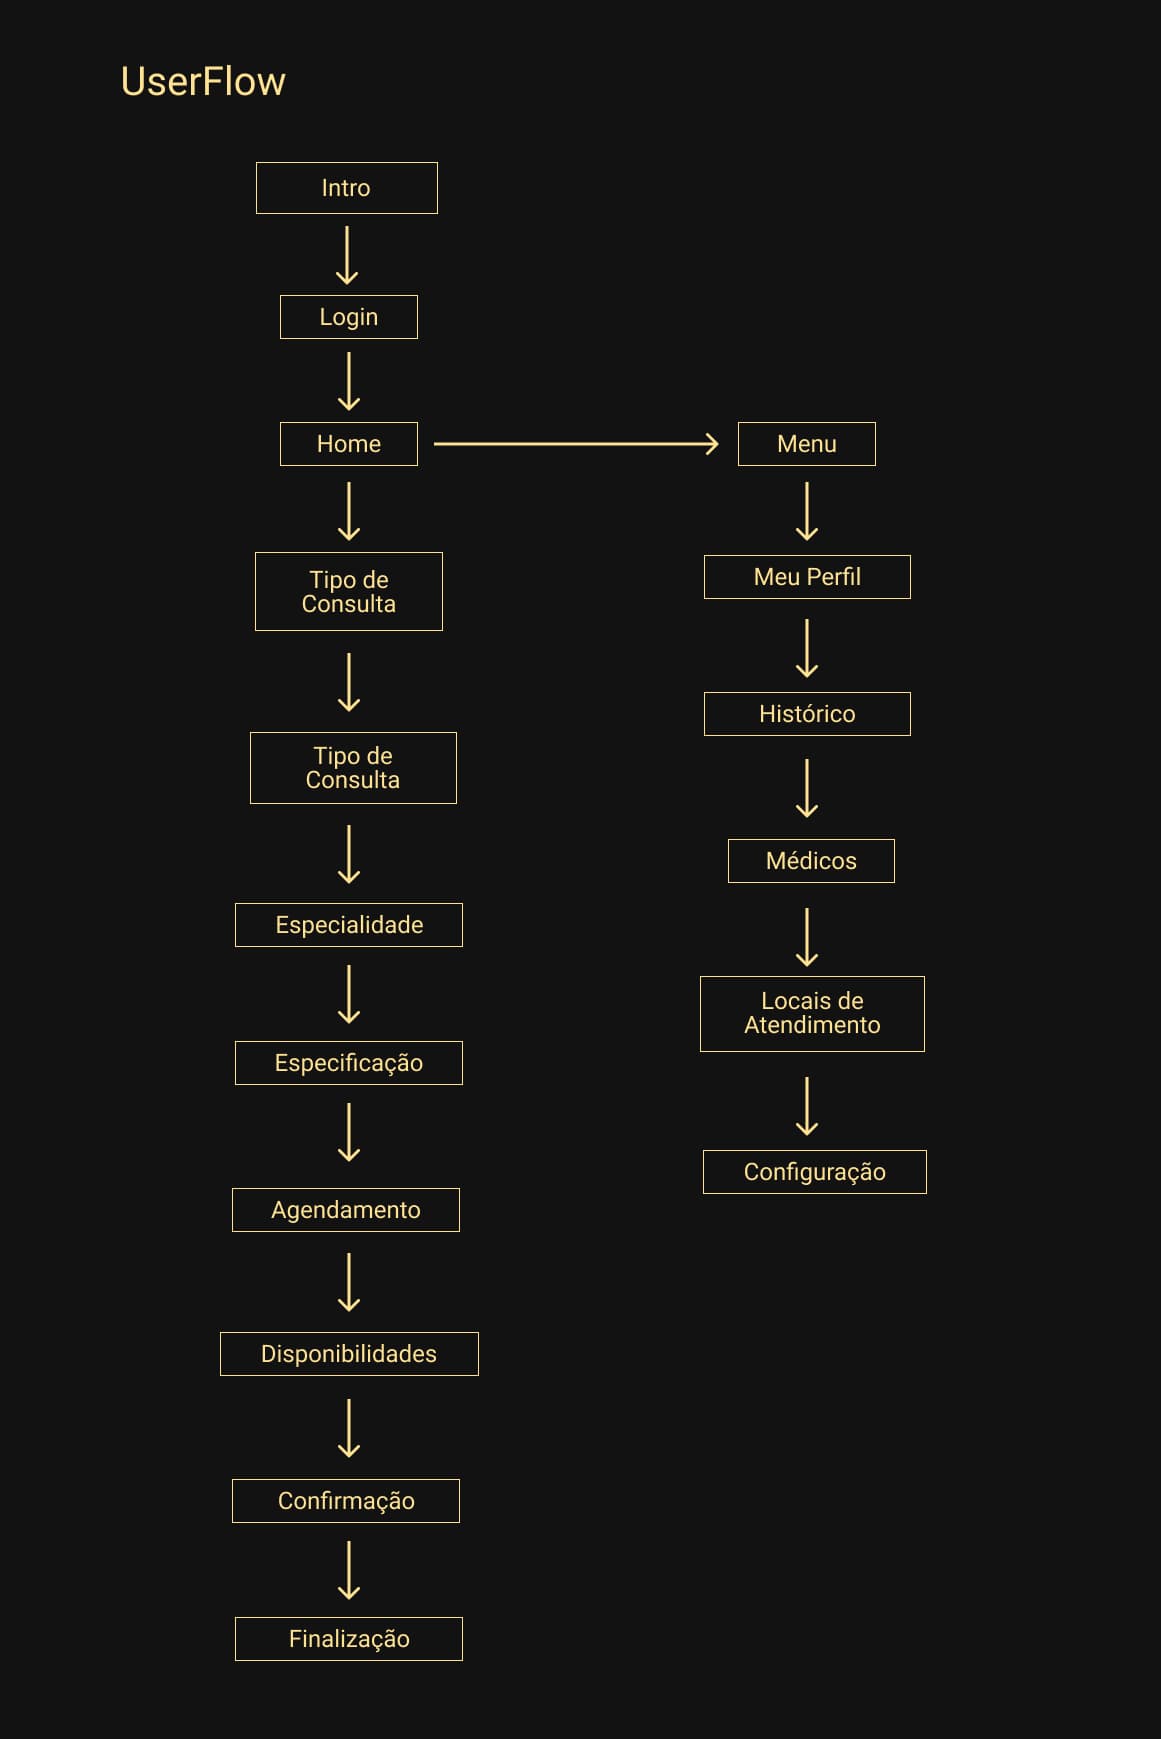 UserFlow
Intro
Login
Home
Menu
Tipo de
Consulta
Tipo de
Consulta
Especialidade
Especificação
Agendamento
Disponibilidades
Confirmação
Finalização
Meu Perfil
Histórico
Médicos
Locais de
Atendimento
Configuração